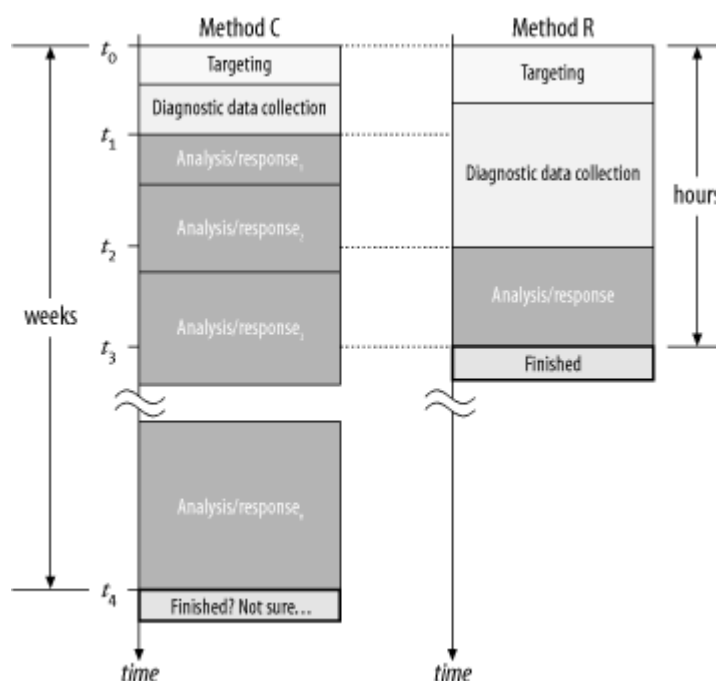 Method C
Method R
t0
Targeting
Targeting
Diagnostic data collection
t1
Analysis/response1
Diagnostic data collection
hours
Analysis/response2
t2
weeks
Analysis/response3
Analysis/response
t3
Finished
Analysis/responsen
t4
Finished? Not sure…
time
time